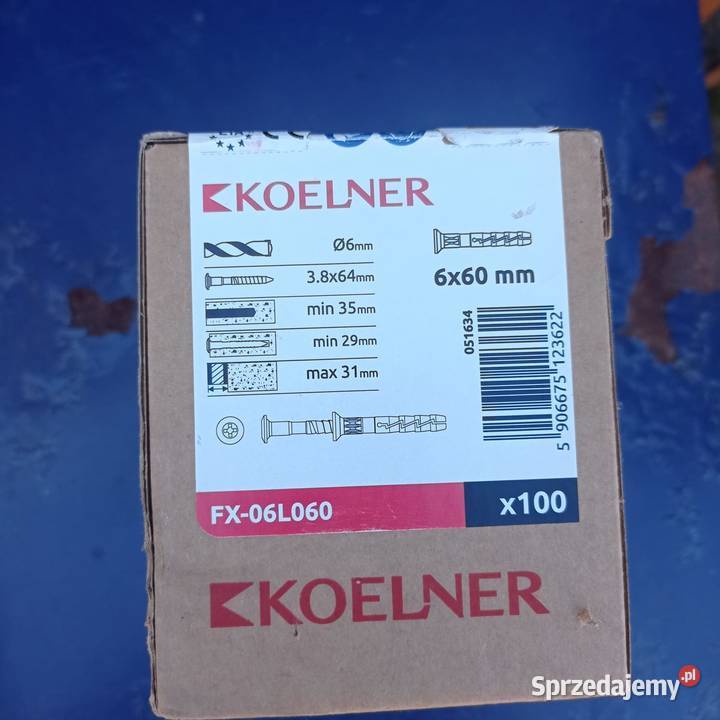 KOELNER
Ø6mm
3.8x64mm
min 35mm
min 29mm
max 31mm
6x60 mm
051634
5 906675 123622
FX-06L060
x100
KOELNER
Sprzedajemy.pl